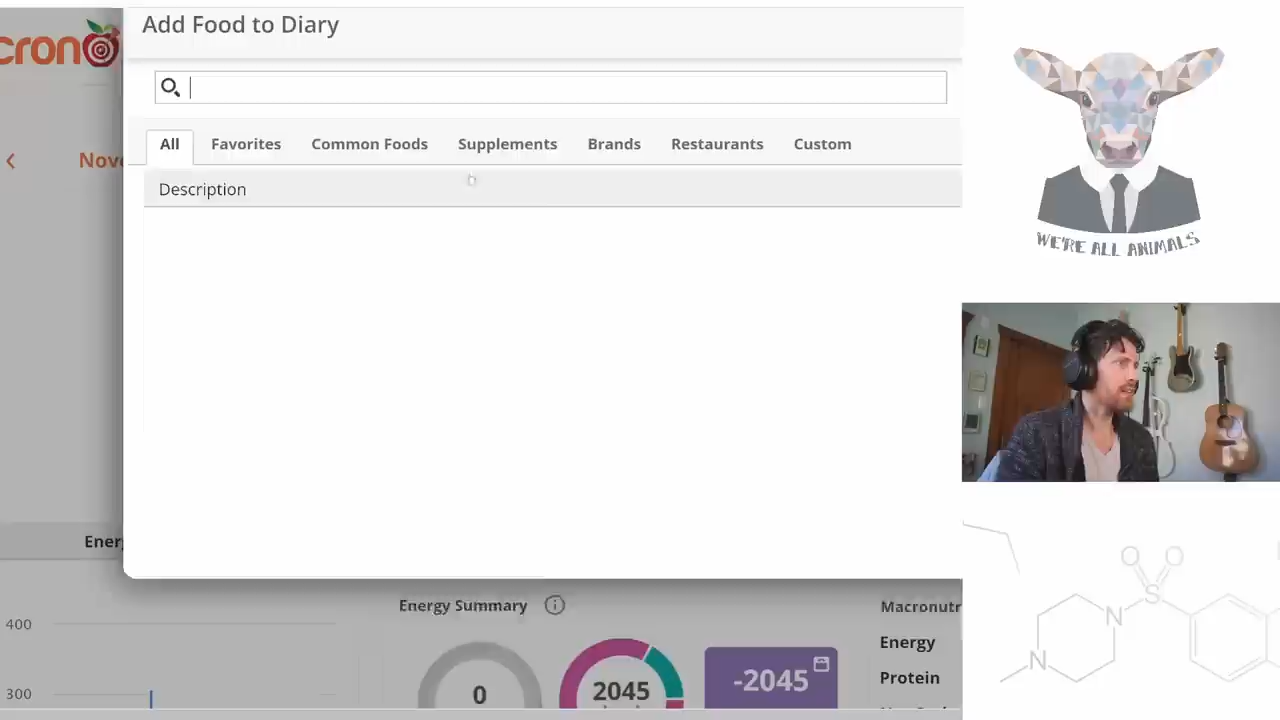 Add Food to Diary
cron
All Favorites Common Foods Supplements Brands Restaurants Custom
Description
WE'RE ALL ANIMALS
Energy Summary
400
300
0
2045
-2045
Energy
Protein
O O
S
N
N